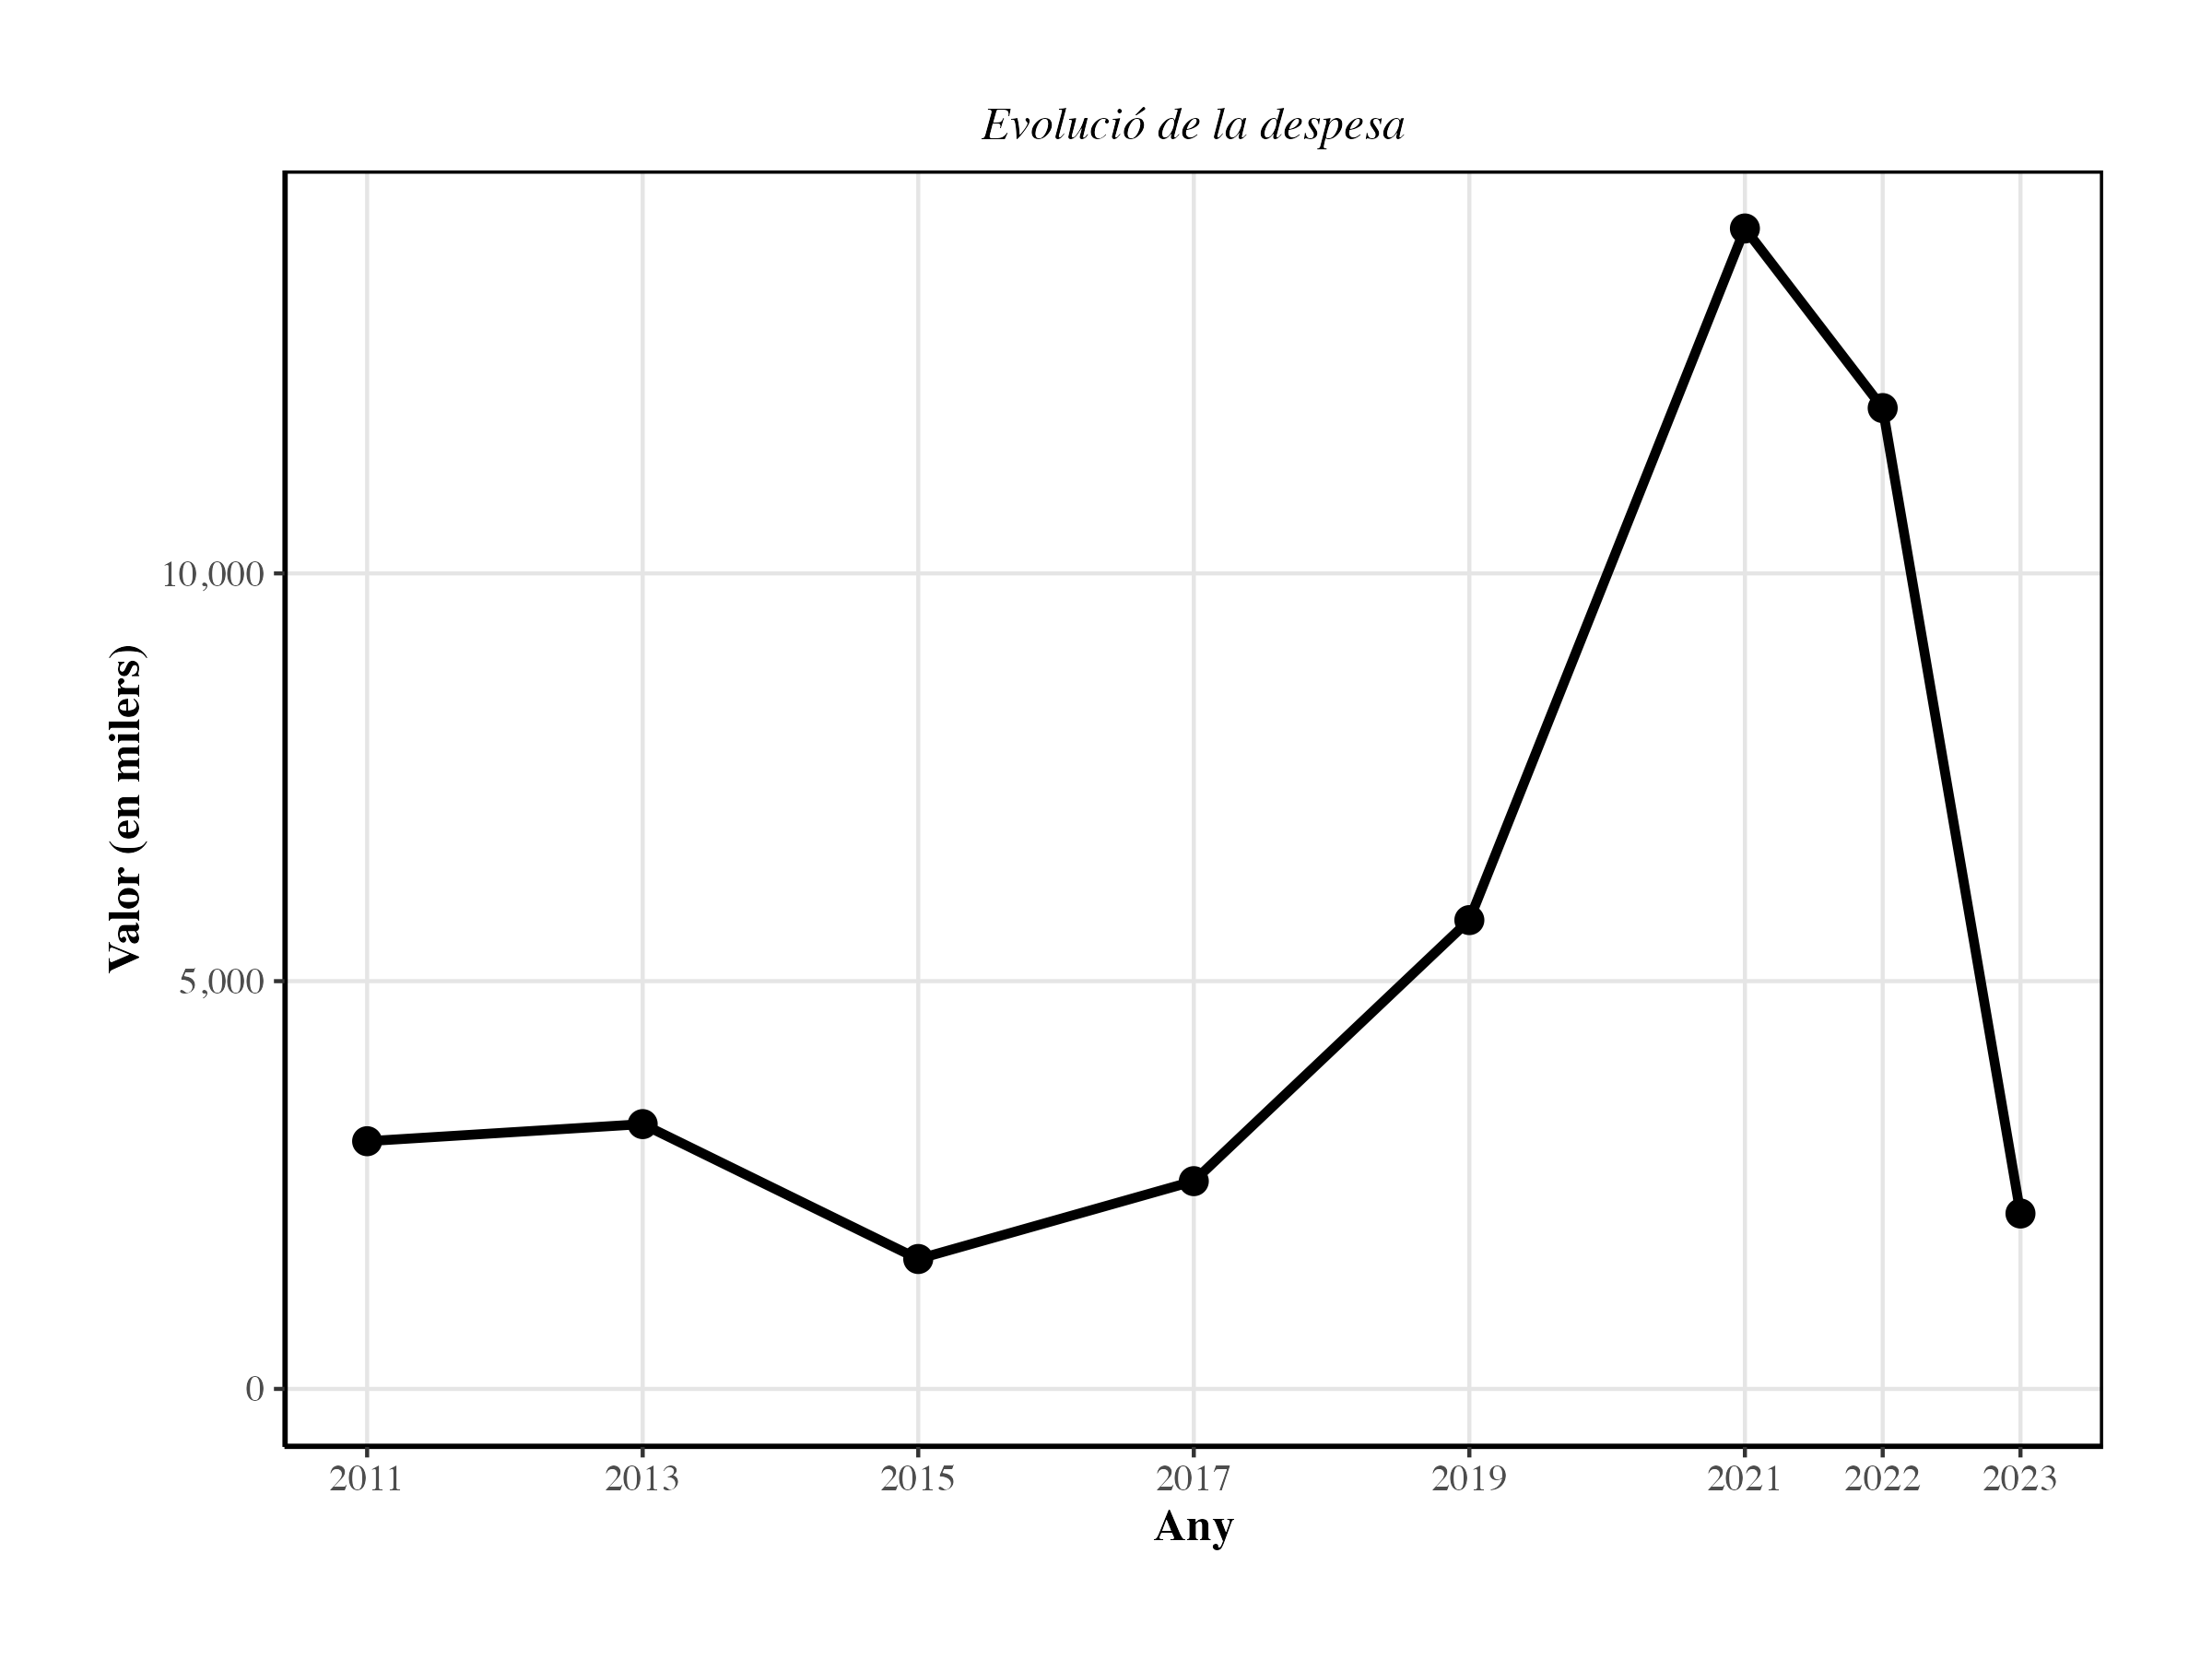 Evolució de la despesa
Valor (en milers)
10,000
5,000
0
2011 2013 2015 2017 2019 2021 2022 2023
Any